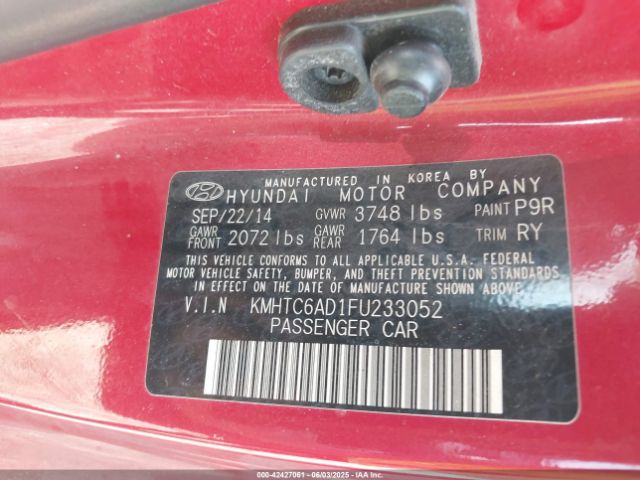 MANUFACTURED IN KOREA BY
HYUNDAI MOTOR COMPANY
SEP/22/14 GVWR 3748 lbs PAINT P9R
GAWR FRONT 2072 lbs GAWR REAR 1764 lbs TRIM RY
THIS VEHICLE CONFORMS TO ALL APPLICABLE U.S.A. FEDERAL
MOTOR VEHICLE SAFETY, BUMPER, AND THEFT PREVENTION STANDARDS
IN EFFECT ON THE DATE OF MANUFACTURE SHOWN ABOVE.
V.I.N KMHTC6AD1FU233052
PASSENGER CAR
000-42427061 - 06/03/2025 - IAAI.COM